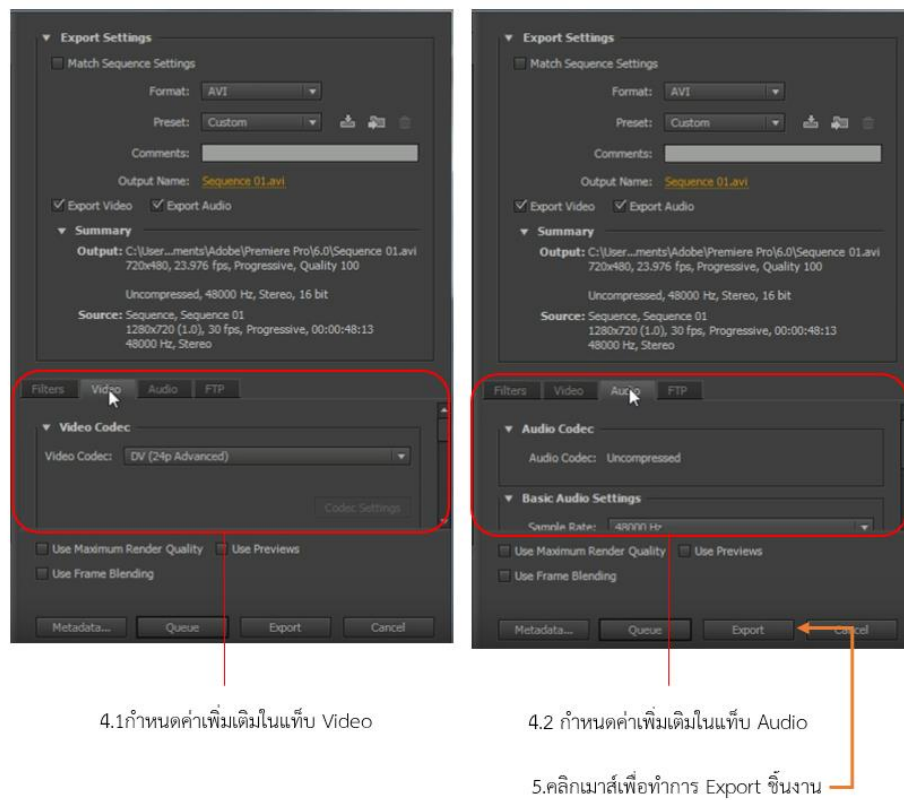 Export Settings
Match Sequence Settings
Format: AVI
Preset: Custom
Comments:
Output Name: Sequence 01.avi
Export Video Export Audio
Summary
Output: C:\User...ments\Adobe\Premiere Pro\6.0\Sequence 01.avi
720x480, 23.976 fps, Progressive, Quality 100
Uncompressed, 48000 Hz, Stereo, 16 bit
Source: Sequence, Sequence 01
1280x720 (1.0), 30 fps, Progressive, 00:00:48:13
48000 Hz, Stereo
Filters Video Audio FTP
Video Codec
Video Codec: DV (24p Advanced)
Codec Settings
Use Maximum Render Quality Use Previews
Use Frame Blending
Metadata... Queue Export Cancel
4.1กำหนดค่าเพิ่มเติมในแท็บ Video
Export Settings
Match Sequence Settings
Format: AVI
Preset: Custom
Comments:
Output Name: Sequence 01.avi
Export Video Export Audio
Summary
Output: C:\User...ments\Adobe\Premiere Pro\6.0\Sequence 01.avi
720x480, 23.976 fps, Progressive, Quality 100
Uncompressed, 48000 Hz, Stereo, 16 bit
Source: Sequence, Sequence 01
1280x720 (1.0), 30 fps, Progressive, 00:00:48:13
48000 Hz, Stereo
Filters Video Audio FTP
Audio Codec
Audio Codec: Uncompressed
Basic Audio Settings
Sample Rate: 48000 Hz
Use Maximum Render Quality Use Previews
Use Frame Blending
Metadata... Queue Export Cancel
4.2 กำหนดค่าเพิ่มเติมในแท็บ Audio
5.คลิกเมาส์เพื่อทำการ Export ชิ้นงาน